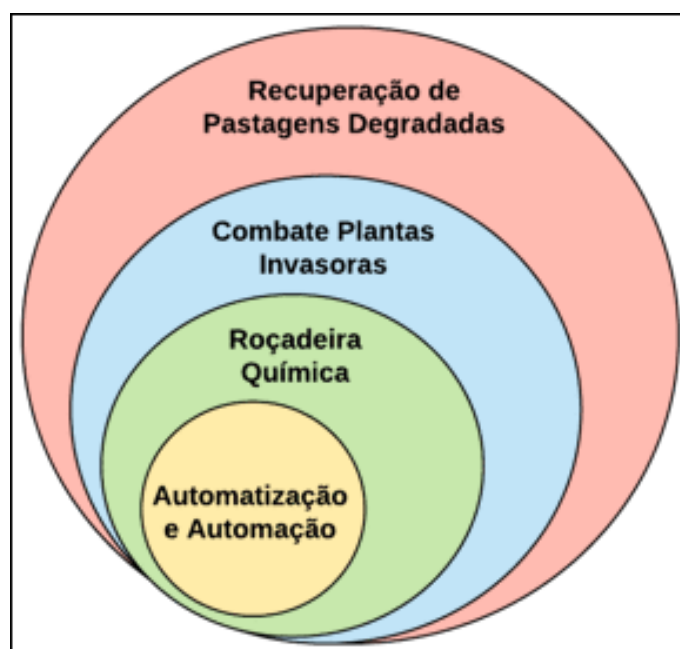 Recuperação de
Pastagens Degradadas
Combate Plantas
Invasoras
Roçadeira
Química
Automatização
e Automação